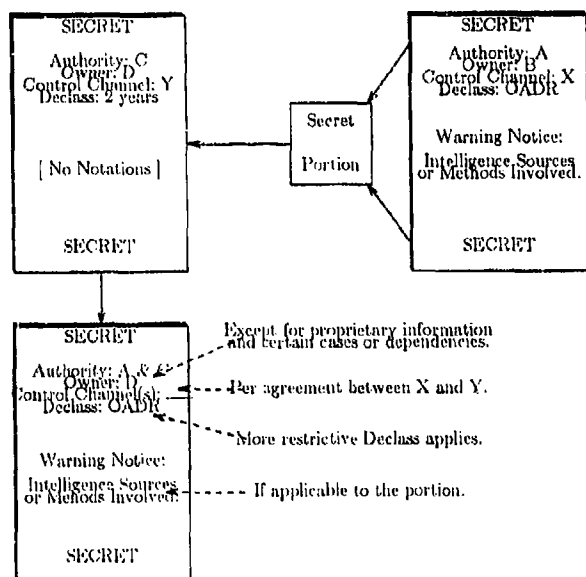 SECRET
Authority: C
Owner: D
Control Channel: Y
Declass: 2 years
[ No Notations ]
SECRET
Secret
Portion
SECRET
Authority: A
Owner: B
Control Channel: X
Declass: OADR
Warning Notice:
Intelligence Sources
or Methods Involved.
SECRET
SECRET
Authority: A & C
Owner: D
Control Channel(s):
Declass: OADR
Warning Notice:
Intelligence Sources
or Methods Involved.
SECRET
Except for proprietary information
and certain cases or dependencies.
Per agreement between X and Y.
More restrictive Declass applies.
If applicable to the portion.